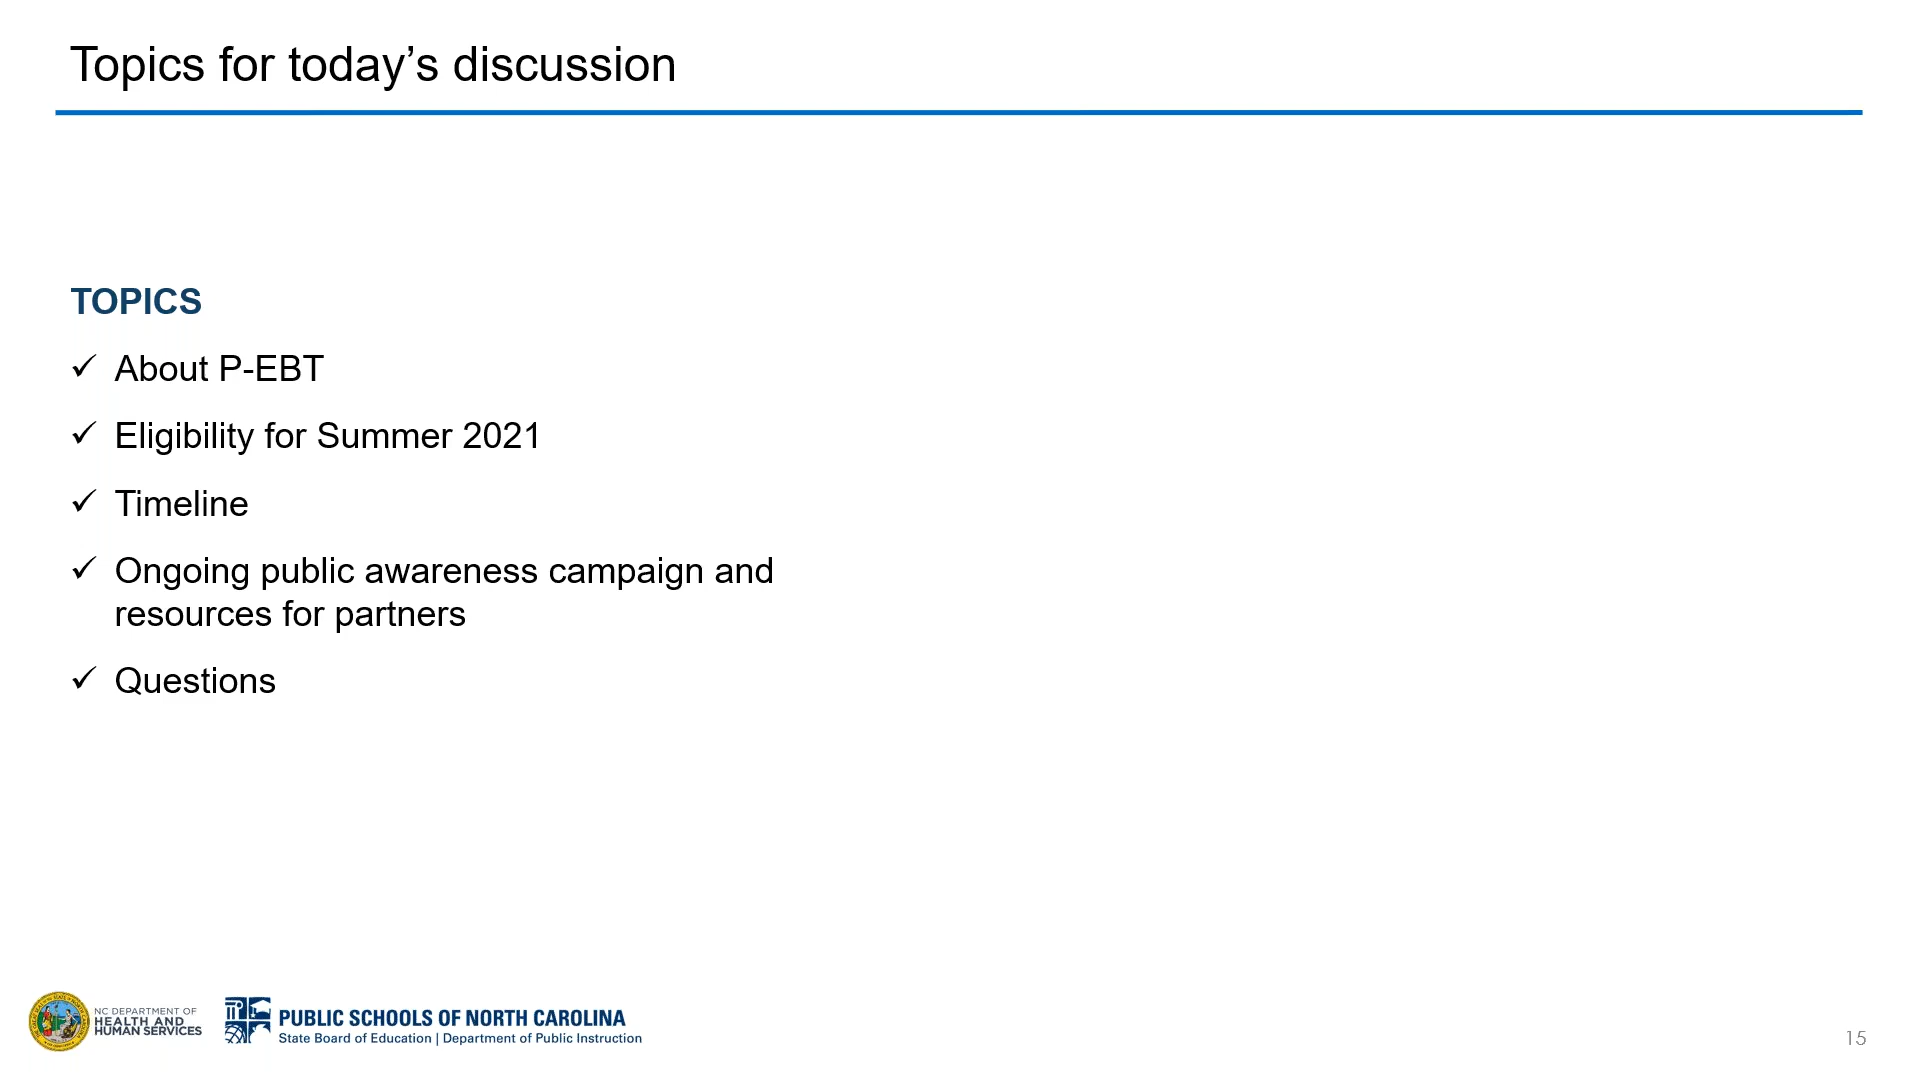 Topics for today’s discussion
TOPICS
✓ About P-EBT
✓ Eligibility for Summer 2021
✓ Timeline
✓ Ongoing public awareness campaign and
resources for partners
✓ Questions
NC DEPARTMENT OF
HEALTH AND
HUMAN SERVICES
PUBLIC SCHOOLS OF NORTH CAROLINA
State Board of Education | Department of Public Instruction
15